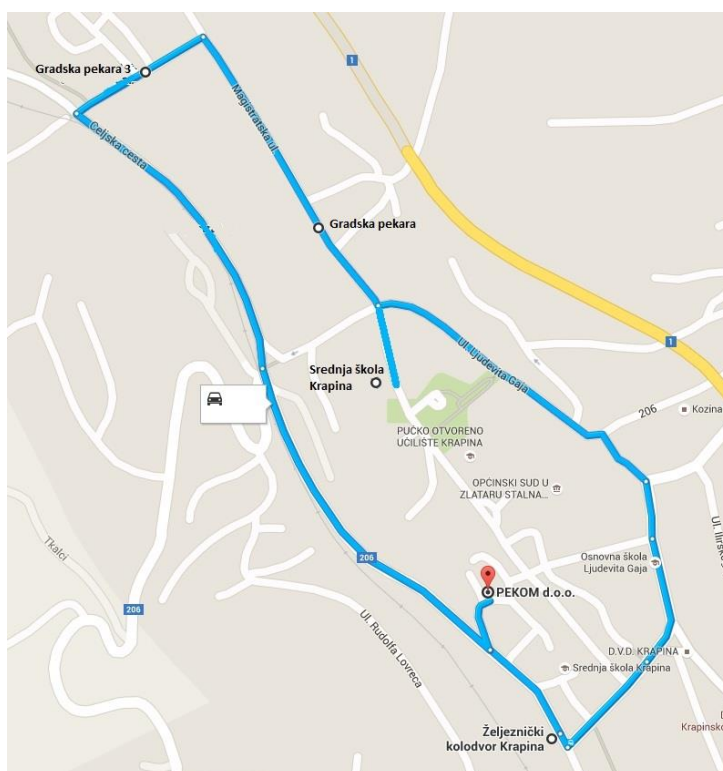 1
Gradska pekara 3
Magistratska ul.
Celjska cesta
Gradska pekara
1
Ul. Ljudevita Gaja
Srednja škola
Krapina
206
Kozina
PUČKO OTVORENO
UČILIŠTE KRAPINA
OPĆINSKI SUD U
ZLATARU STALNA...
Tkalci
206
Osnovna škola
Ljudevita Gaja
PEKOM d.o.o.
206
Ul. Rudolfa Lovreca
D.V.D. KRAPINA
Srednja škola Krapina
Željeznički
kolodvor Krapina
Krapinsko